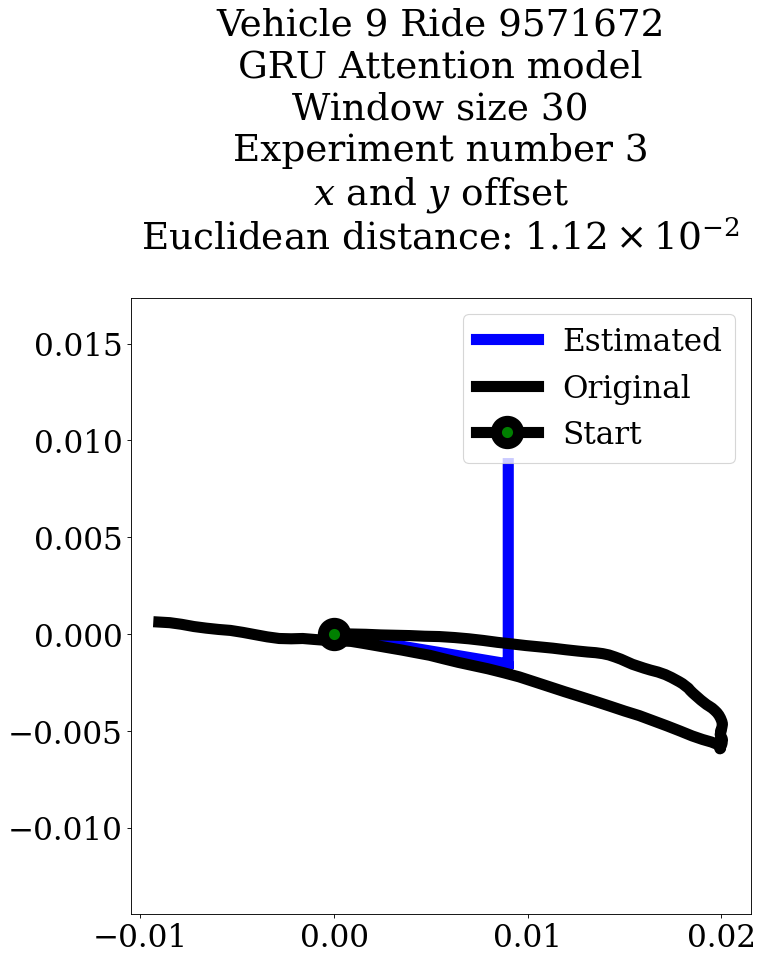 Vehicle 9 Ride 9571672
GRU Attention model
Window size 30
Experiment number 3
x and y offset
Euclidean distance: 1.12 × 10⁻²
Estimated
Original
Start
0.015
0.010
0.005
0.000
−0.005
−0.010
−0.01 0.00 0.01 0.02